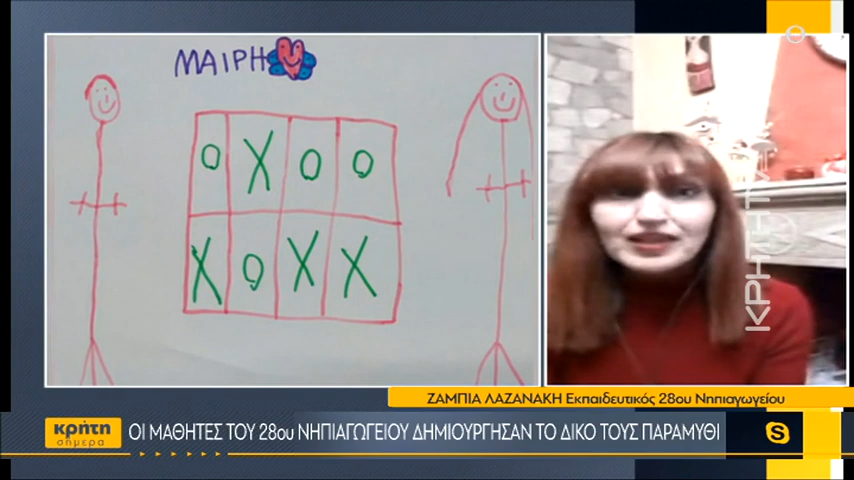 ΜΑΙΡΗ
O X O O
X O X X
ΚΡΗΤΗ TV
ΖΑΜΠΙΑ ΛΑΖΑΝΑΚΗ Εκπαιδευτικός 28ου Νηπιαγωγείου
κρήτη
σήμερα
ΟΙ ΜΑΘΗΤΕΣ ΤΟΥ 28ου ΝΗΠΙΑΓΩΓΕΙΟΥ ΔΗΜΙΟΥΡΓΗΣΑΝ ΤΟ ΔΙΚΟ ΤΟΥΣ ΠΑΡΑΜΥΘΙ